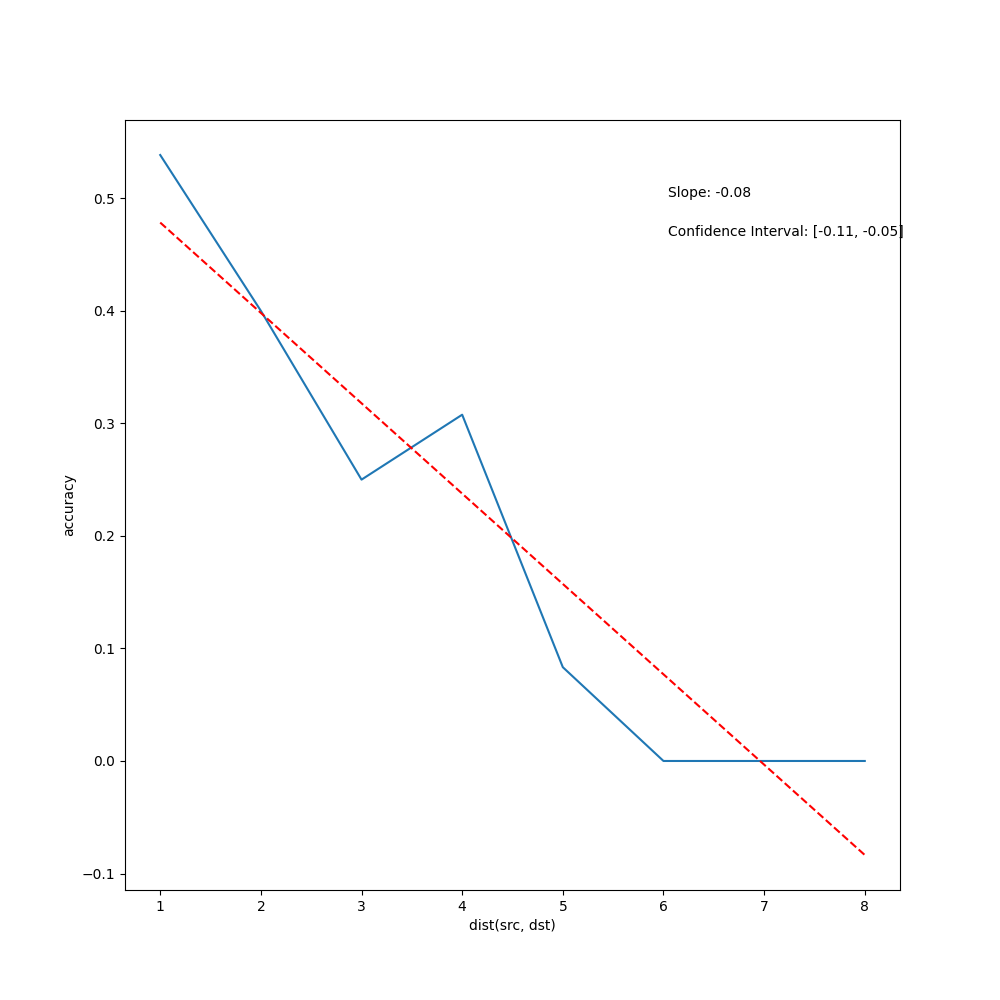 Slope: -0.08
Confidence Interval: [-0.11, -0.05]
0.5
0.4
0.3
0.2
0.1
0.0
−0.1
accuracy
1 2 3 4 5 6 7 8
dist(src, dst)